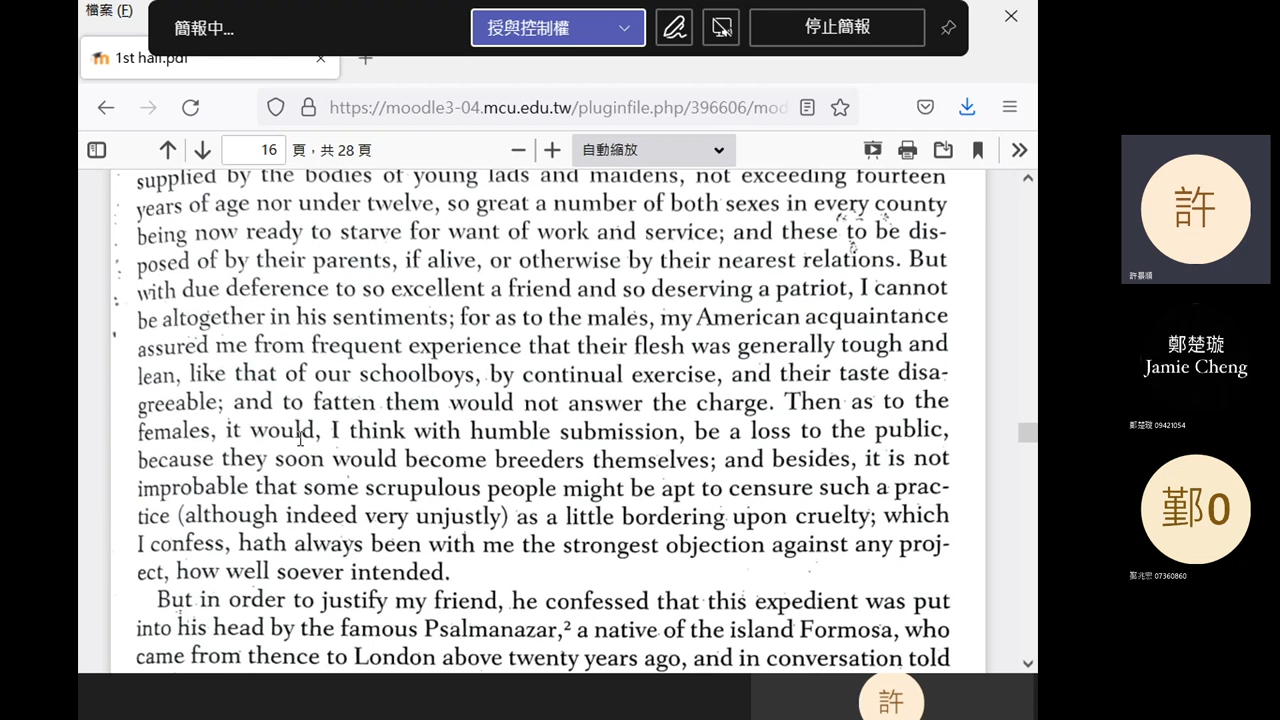 檔案 (F)
簡報中...
授與控制權
停止簡報
1st half.pdf
https://moodle3-04.mcu.edu.tw/pluginfile.php/396606/mod
16 頁，共 28 頁
自動縮放
supplied by the bodies of young lads and maidens, not exceeding fourteen
years of age nor under twelve, so great a number of both sexes in every county
being now ready to starve for want of work and service; and these to be dis-
posed of by their parents, if alive, or otherwise by their nearest relations. But
with due deference to so excellent a friend and so deserving a patriot, I cannot
be altogether in his sentiments; for as to the males, my American acquaintance
assured me from frequent experience that their flesh was generally tough and
lean, like that of our schoolboys, by continual exercise, and their taste disa-
greeable; and to fatten them would not answer the charge. Then as to the
females, it would, I think with humble submission, be a loss to the public,
because they soon would become breeders themselves; and besides, it is not
improbable that some scrupulous people might be apt to censure such a prac-
tice (although indeed very unjustly) as a little bordering upon cruelty; which
I confess, hath always been with me the strongest objection against any proj-
ect, how well soever intended.
But in order to justify my friend, he confessed that this expedient was put
into his head by the famous Psalmanazar,² a native of the island Formosa, who
came from thence to London above twenty years ago, and in conversation told
許
鄭楚璇
Jamie Cheng
鄭楚璇 09421054
鄞0
鄞兆宏 07360860
許